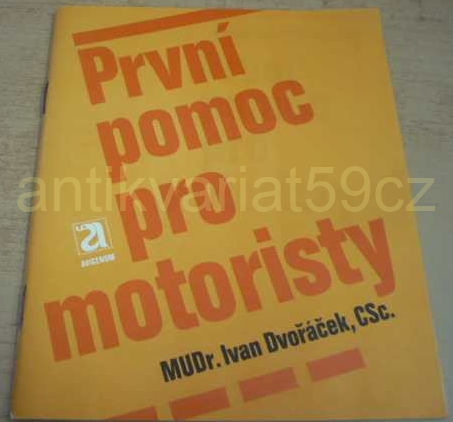 První
pomoc
antikvariat59cz
pro
AVICENUM
motoristy
MUDr. Ivan Dvořáček, CSc.